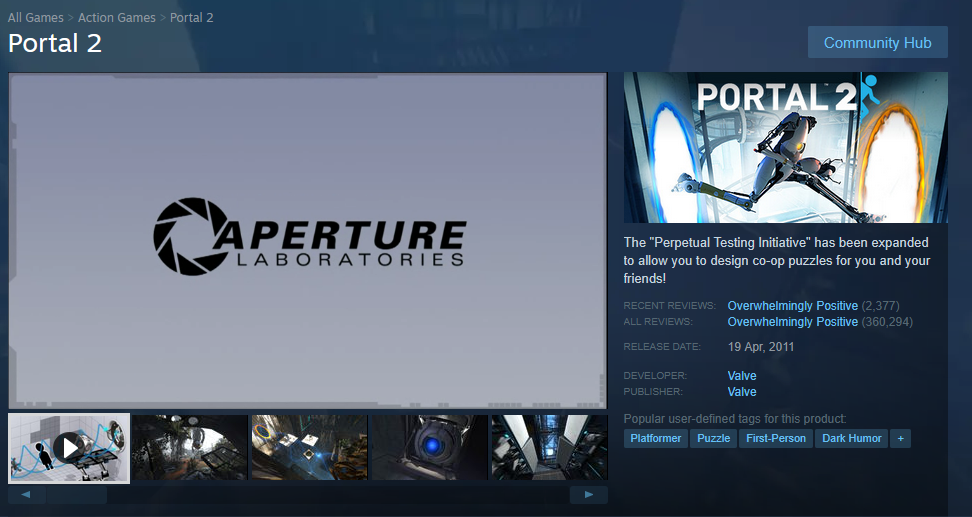 All Games > Action Games > Portal 2
Portal 2
Community Hub
APERTURE
LABORATORIES
PORTAL™ 2
The "Perpetual Testing Initiative" has been expanded
to allow you to design co-op puzzles for you and your
friends!
RECENT REVIEWS: Overwhelmingly Positive (2,377)
ALL REVIEWS: Overwhelmingly Positive (360,294)
RELEASE DATE: 19 Apr, 2011
DEVELOPER: Valve
PUBLISHER: Valve
Popular user-defined tags for this product:
Platformer Puzzle First-Person Dark Humor +